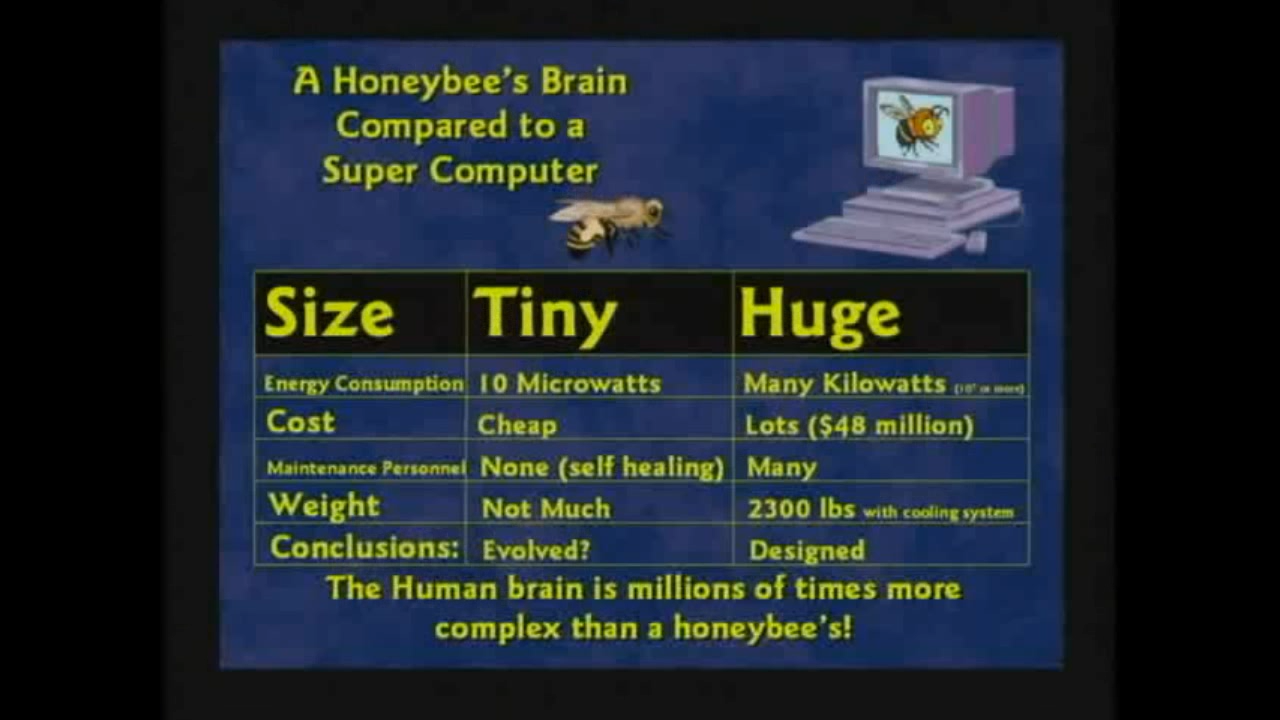 A Honeybee's Brain
Compared to a
Super Computer
Size Tiny Huge
Energy Consumption 10 Microwatts Many Kilowatts
Cost Cheap Lots ($48 million)
Maintenance Personnel None (self healing) Many
Weight Not Much 2300 lbs with cooling system
Conclusions: Evolved? Designed
The Human brain is millions of times more
complex than a honeybee's!